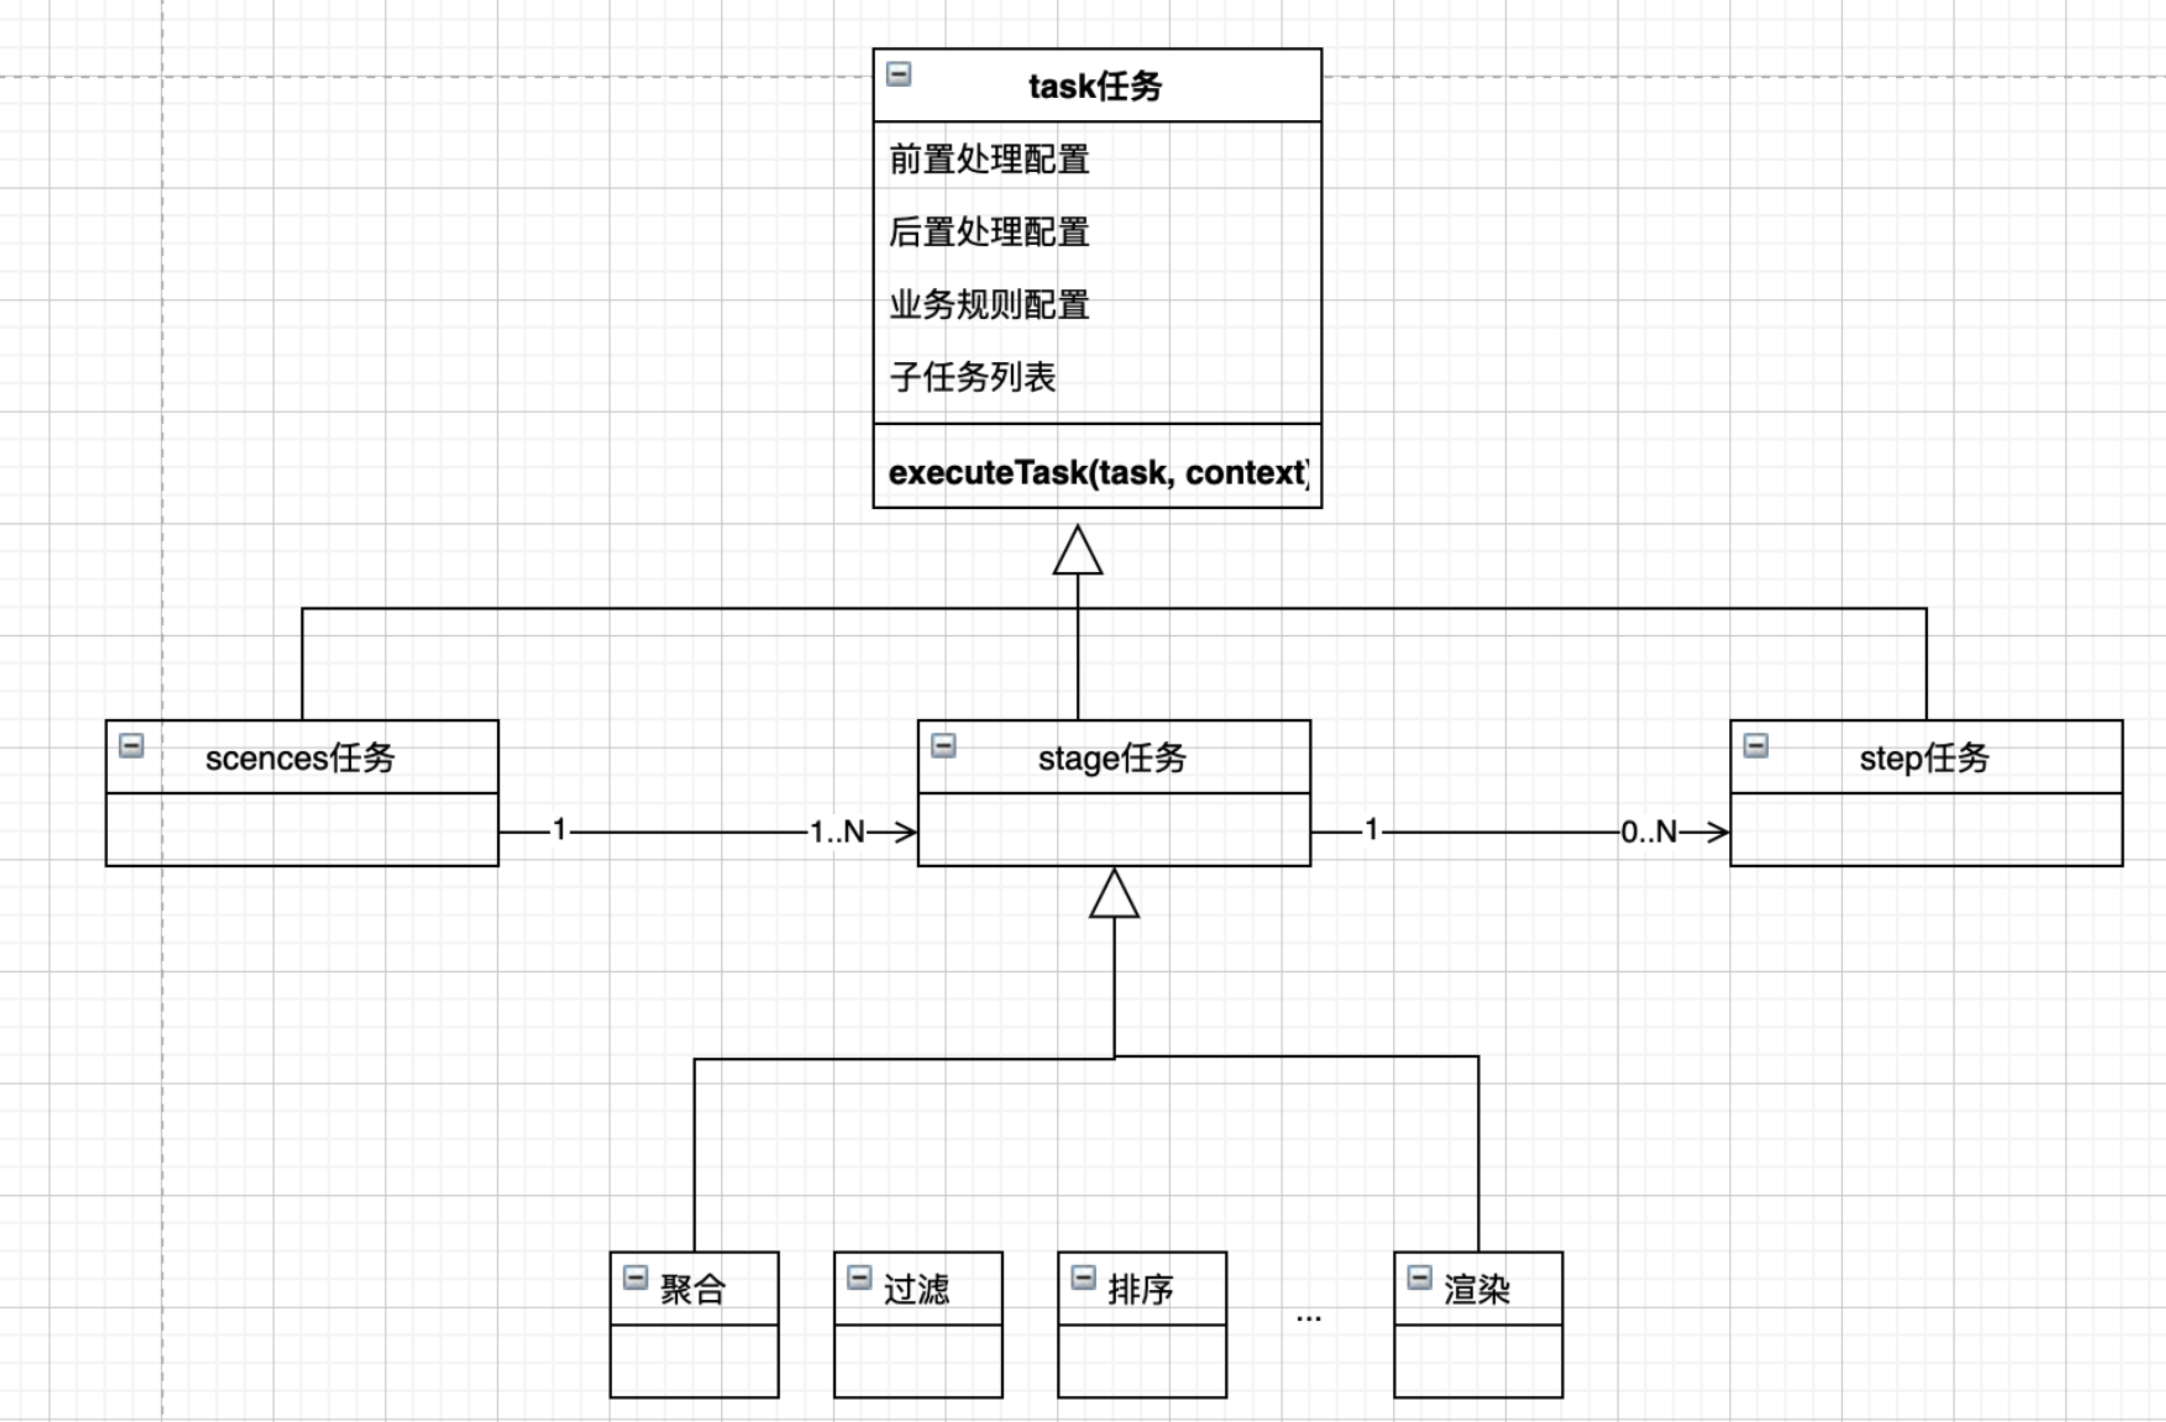 task任务
前置处理配置
后置处理配置
业务规则配置
子任务列表
executeTask(task, context)
scences任务
stage任务
step任务
1
1..N
1
0..N
聚合
过滤
排序
...
渲染